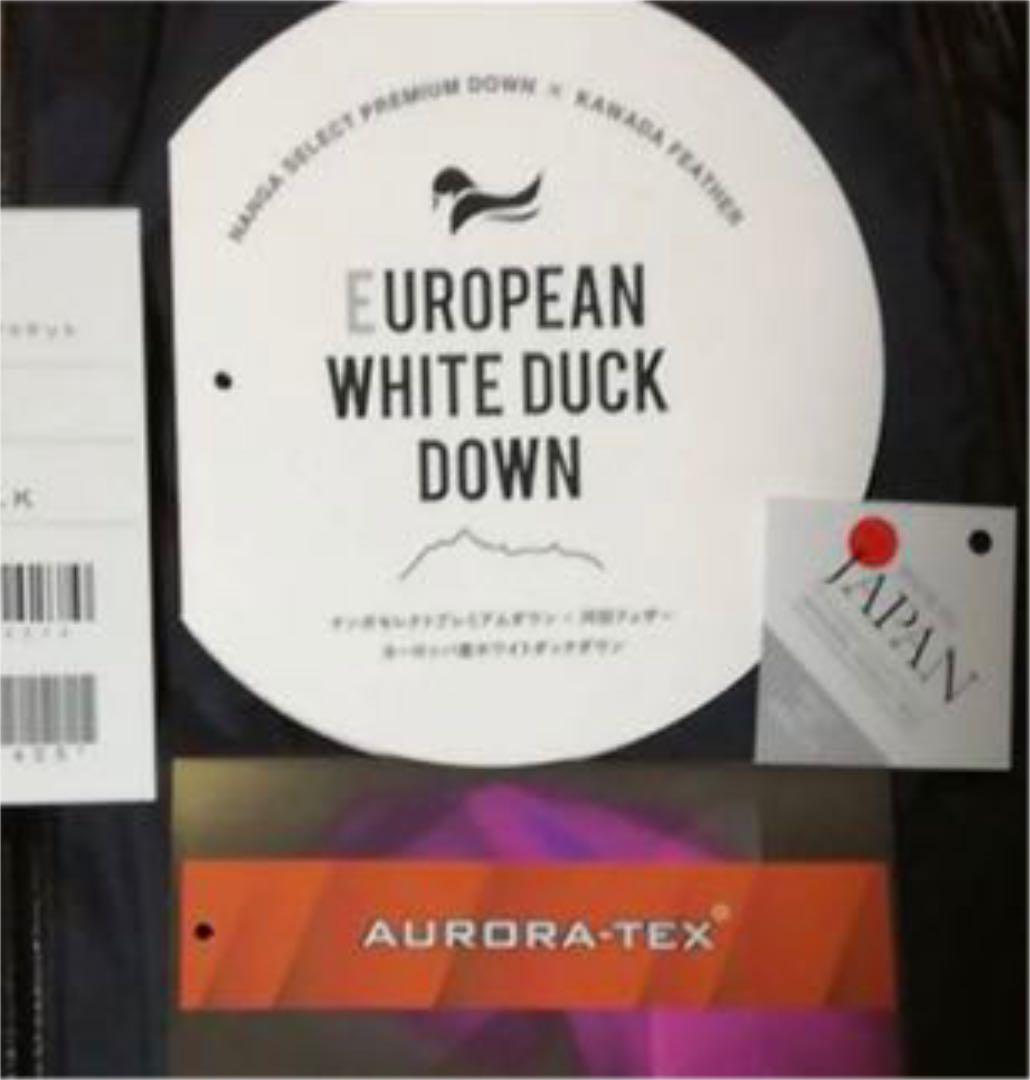 NANGA SELECT PREMIUM DOWN × KAWADA FEATHER
EUROPEAN
WHITE DUCK
DOWN
ナンガセレクトプレミアムダウン × 河田フェザー
ヨーロッパ産ホワイトダックダウン
JAPAN
AURORA-TEX®